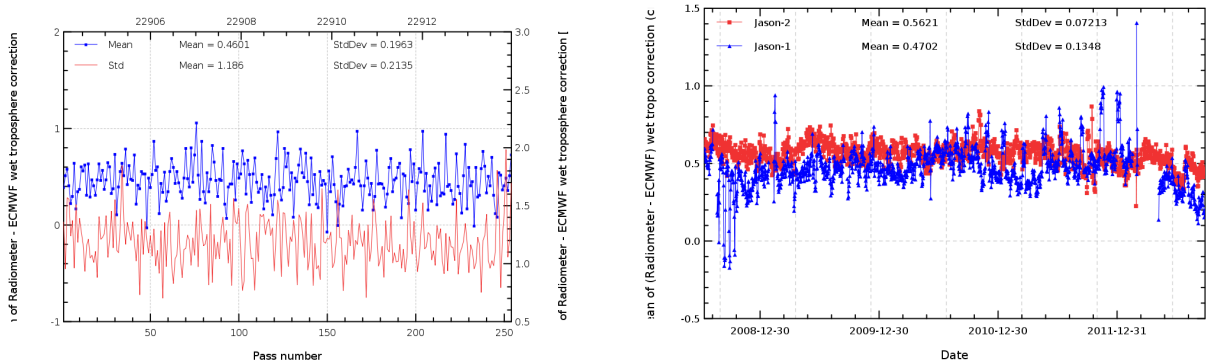 22906 22908 22910 22912
Mean Mean = 0.4601 StdDev = 0.1963
Std Mean = 1.186 StdDev = 0.2135
2
1
0
-1
3.0
2.5
2.0
1.5
1.0
0.5
50 100 150 200 250
Pass number
of Radiometer - ECMWF wet troposphere correction
of Radiometer - ECMWF wet troposphere correction [
Jason-2 Mean = 0.5621 StdDev = 0.07213
Jason-1 Mean = 0.4702 StdDev = 0.1348
1.5
1.0
0.5
0.0
-0.5
2008-12-30 2009-12-30 2010-12-30 2011-12-31
Date
of (Radiometer - ECMWF) wet tropo correction (c